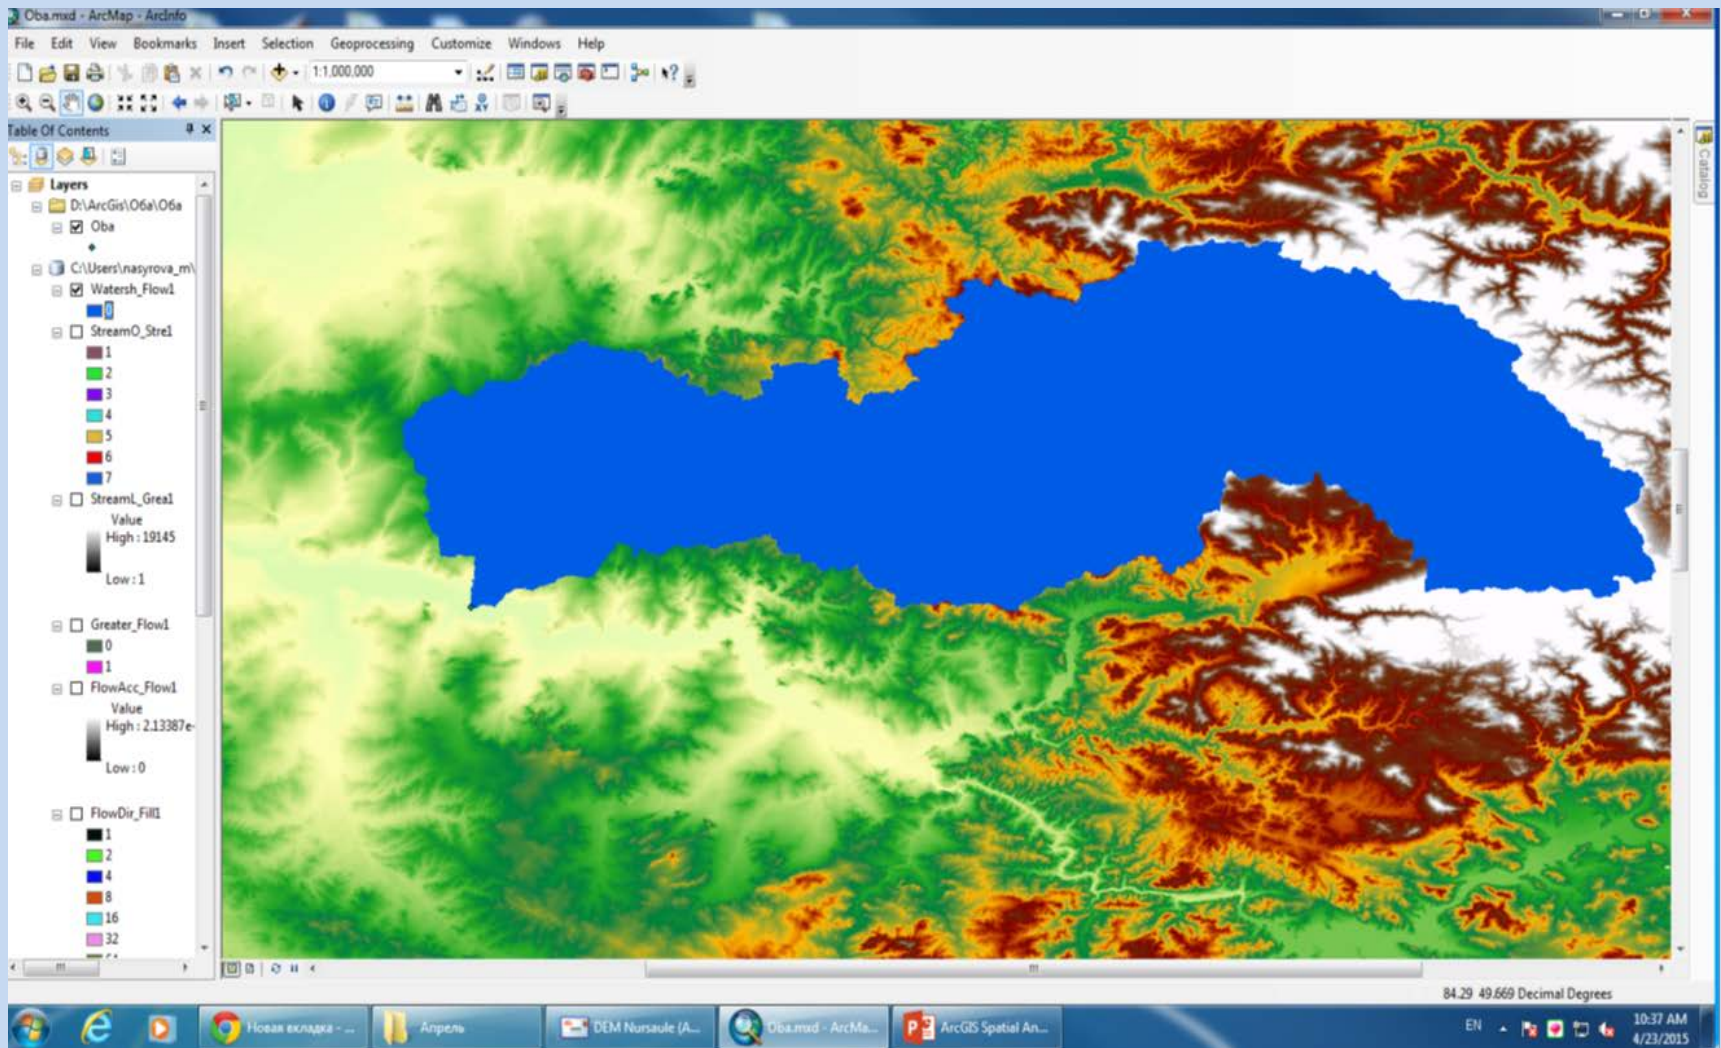 Oba.mxd - ArcMap - ArcInfo
File Edit View Bookmarks Insert Selection Geoprocessing Customize Windows Help
1:1,000,000
Table Of Contents
Layers
D:\ArcGis\Оба\Оба
Oba
C:\Users\nasyrova_m\
Watersh_Flow1
0
StreamO_Stre1
1
2
3
4
5
6
7
StreamL_Grea1
Value
High : 19145
Low : 1
Greater_Flow1
0
1
FlowAcc_Flow1
Value
High : 2.13387e-
Low : 0
FlowDir_Fill1
1
2
4
8
16
32
64
Catalog
84.29 49.669 Decimal Degrees
Новая вкладка - ...
Апрель
DEM Nursaule (A...
Oba.mxd - ArcMa...
ArcGIS Spatial An...
EN
10:37 AM
4/23/2015